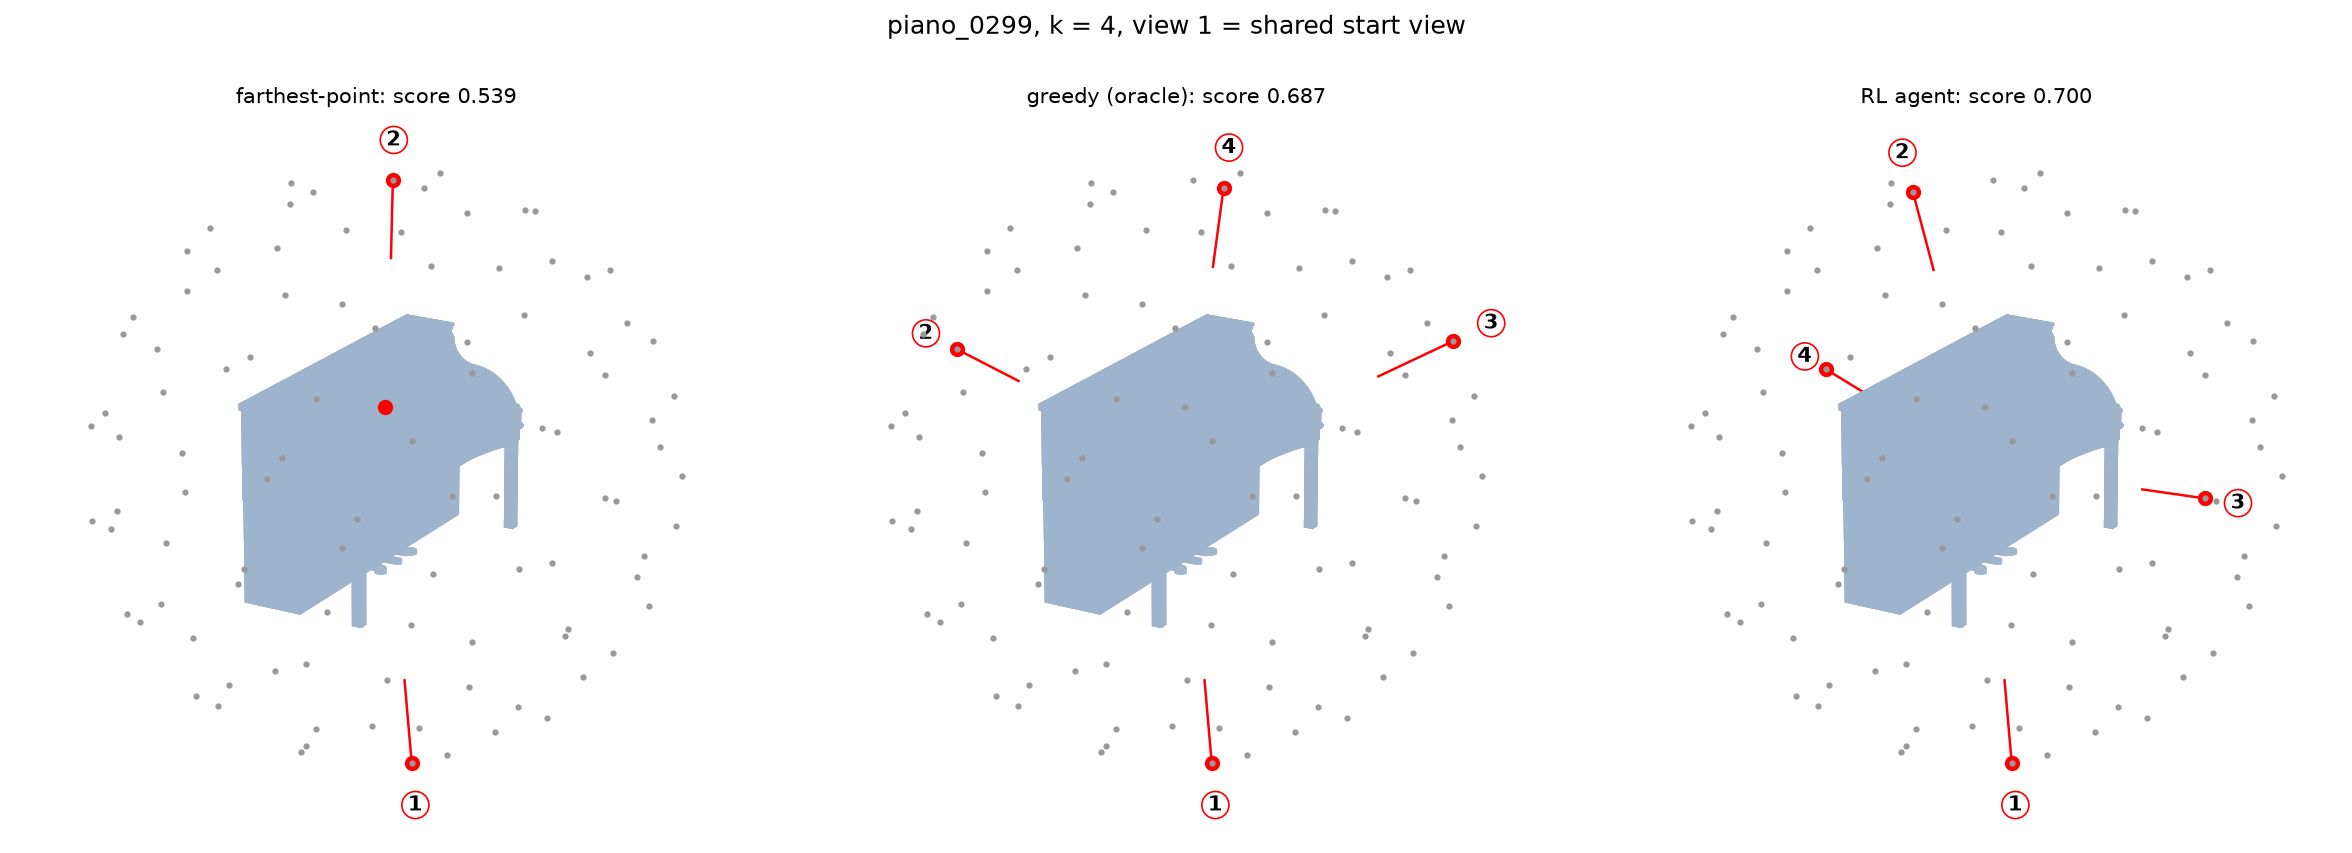 piano_0299, k = 4, view 1 = shared start view
farthest-point: score 0.539
2
1
greedy (oracle): score 0.687
4
3
2
1
RL agent: score 0.700
2
4
3
1